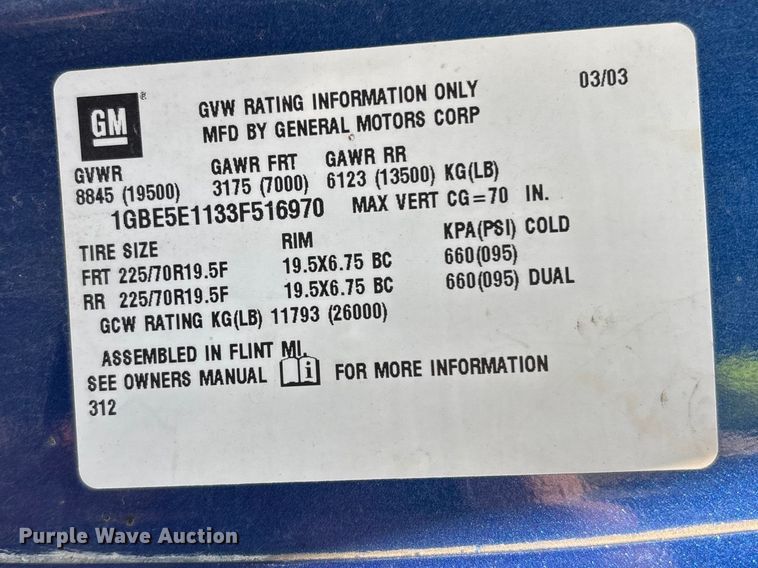 GM ®
GVW RATING INFORMATION ONLY 03/03
MFD BY GENERAL MOTORS CORP
GVWR GAWR FRT GAWR RR
8845 (19500) 3175 (7000) 6123 (13500) KG(LB)
1GBE5E1133F516970 MAX VERT CG=70 IN.
TIRE SIZE RIM KPA(PSI) COLD
FRT 225/70R19.5F 19.5X6.75 BC 660(095)
RR 225/70R19.5F 19.5X6.75 BC 660(095) DUAL
GCW RATING KG(LB) 11793 (26000)
ASSEMBLED IN FLINT MI.
SEE OWNERS MANUAL i FOR MORE INFORMATION
312
Purple Wave Auction